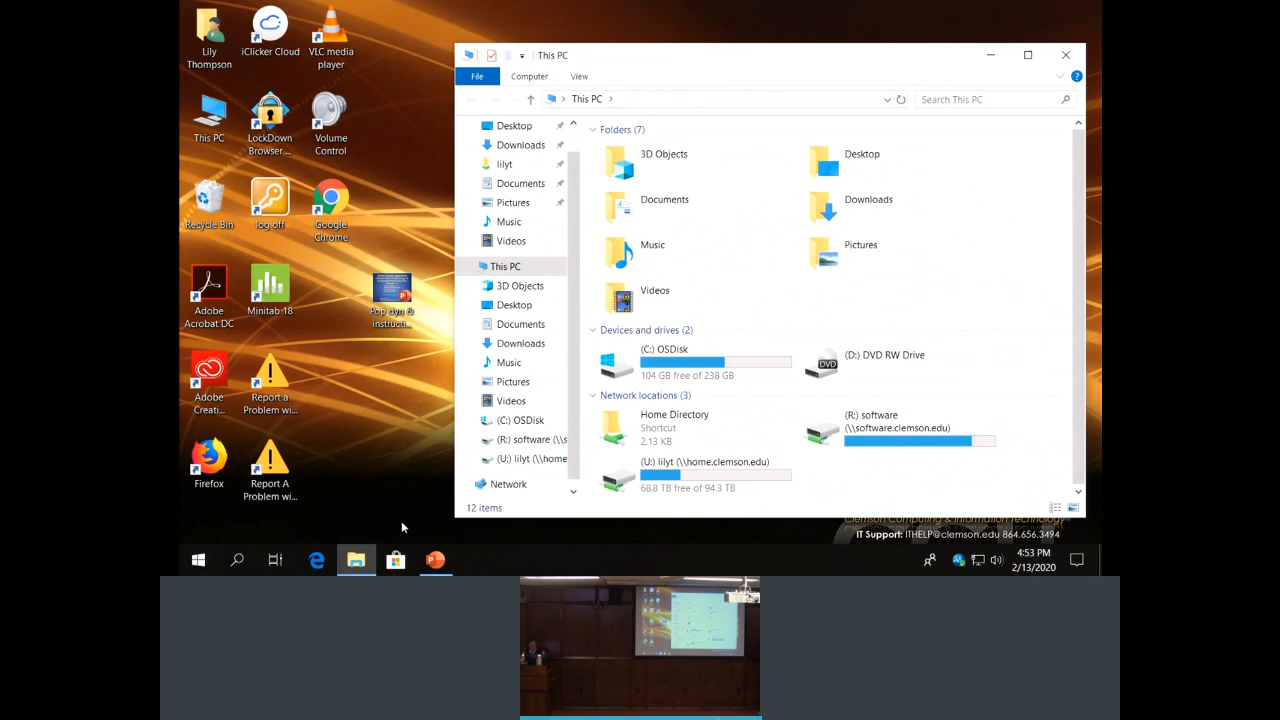 Lily
Thompson
iClicker Cloud
VLC media
player
This PC
LockDown
Browser ...
Volume
Control
Recycle Bin
log off
Google
Chrome
Adobe
Acrobat DC
Minitab 18
Pop dyn &
instructi...
Adobe
Creati...
Report a
Problem wi...
Firefox
Report A
Problem wi...
This PC
File
Computer
View
This PC
Search This PC
Desktop
Downloads
lilyt
Documents
Pictures
Music
Videos
This PC
3D Objects
Desktop
Documents
Downloads
Music
Pictures
Videos
(C:) OSDisk
(R:) software (\\s
(U:) lilyt (\\home
Network
Folders (7)
3D Objects
Desktop
Documents
Downloads
Music
Pictures
Videos
Devices and drives (2)
(C:) OSDisk
104 GB free of 238 GB
DVD
(D:) DVD RW Drive
Network locations (3)
Home Directory
Shortcut
2.13 KB
(R:) software
(\\software.clemson.edu)
(U:) lilyt (\\home.clemson.edu)
68.8 TB free of 94.3 TB
12 items
Clemson Computing & Information Technology
IT Support: ITHELP@clemson.edu 864.656.3494
4:53 PM
2/13/2020